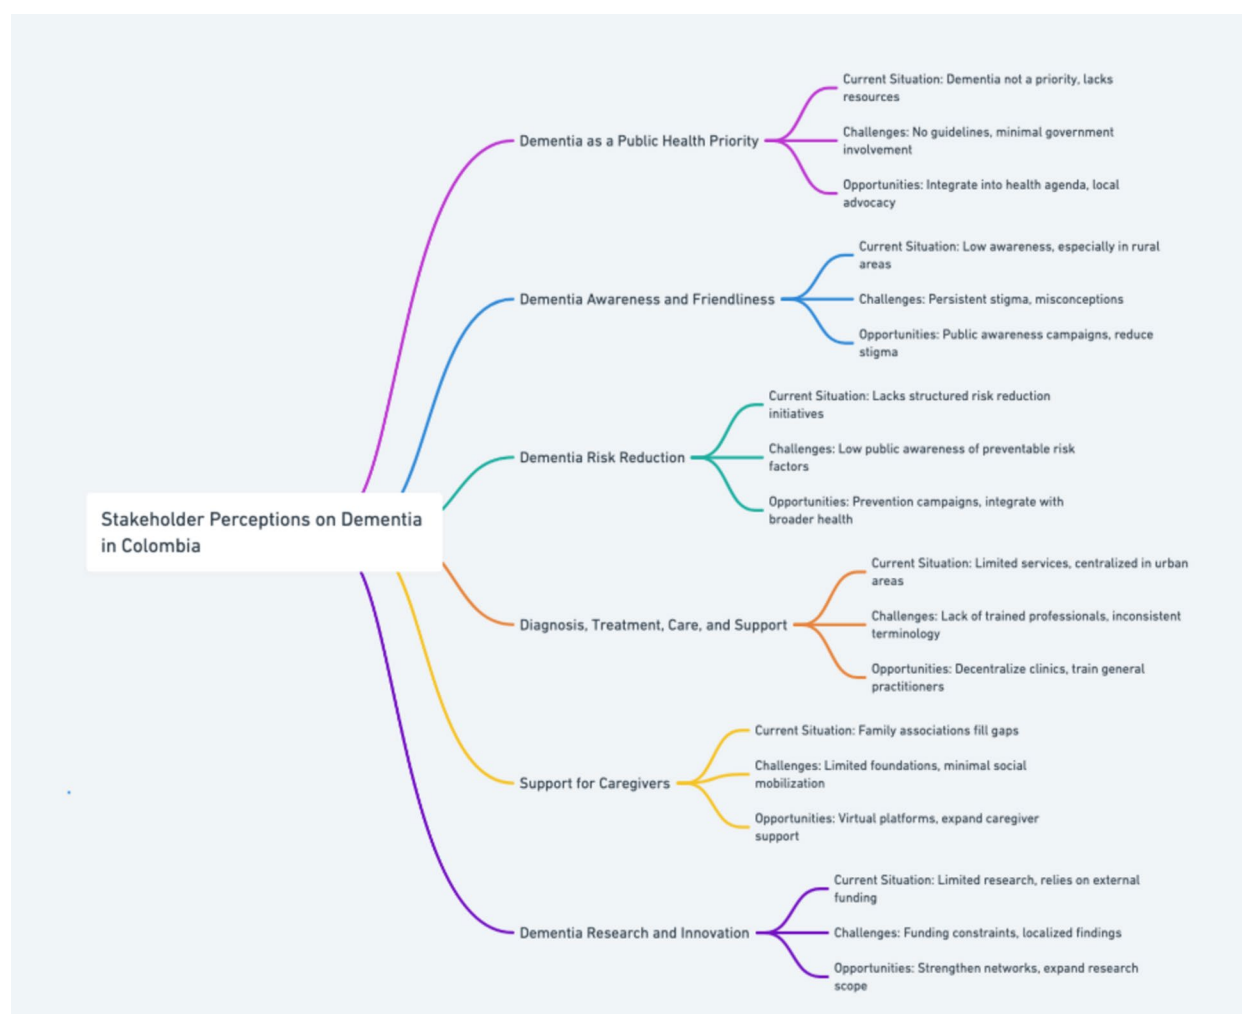 Stakeholder Perceptions on Dementia
in Colombia
Dementia as a Public Health Priority
Current Situation: Dementia not a priority, lacks
resources
Challenges: No guidelines, minimal government
involvement
Opportunities: Integrate into health agenda, local
advocacy
Dementia Awareness and Friendliness
Current Situation: Low awareness, especially in rural
areas
Challenges: Persistent stigma, misconceptions
Opportunities: Public awareness campaigns, reduce
stigma
Dementia Risk Reduction
Current Situation: Lacks structured risk reduction
initiatives
Challenges: Low public awareness of preventable risk
factors
Opportunities: Prevention campaigns, integrate with
broader health
Diagnosis, Treatment, Care, and Support
Current Situation: Limited services, centralized in urban
areas
Challenges: Lack of trained professionals, inconsistent
terminology
Opportunities: Decentralize clinics, train general
practitioners
Support for Caregivers
Current Situation: Family associations fill gaps
Challenges: Limited foundations, minimal social
mobilization
Opportunities: Virtual platforms, expand caregiver
support
Dementia Research and Innovation
Current Situation: Limited research, relies on external
funding
Challenges: Funding constraints, localized findings
Opportunities: Strengthen networks, expand research
scope